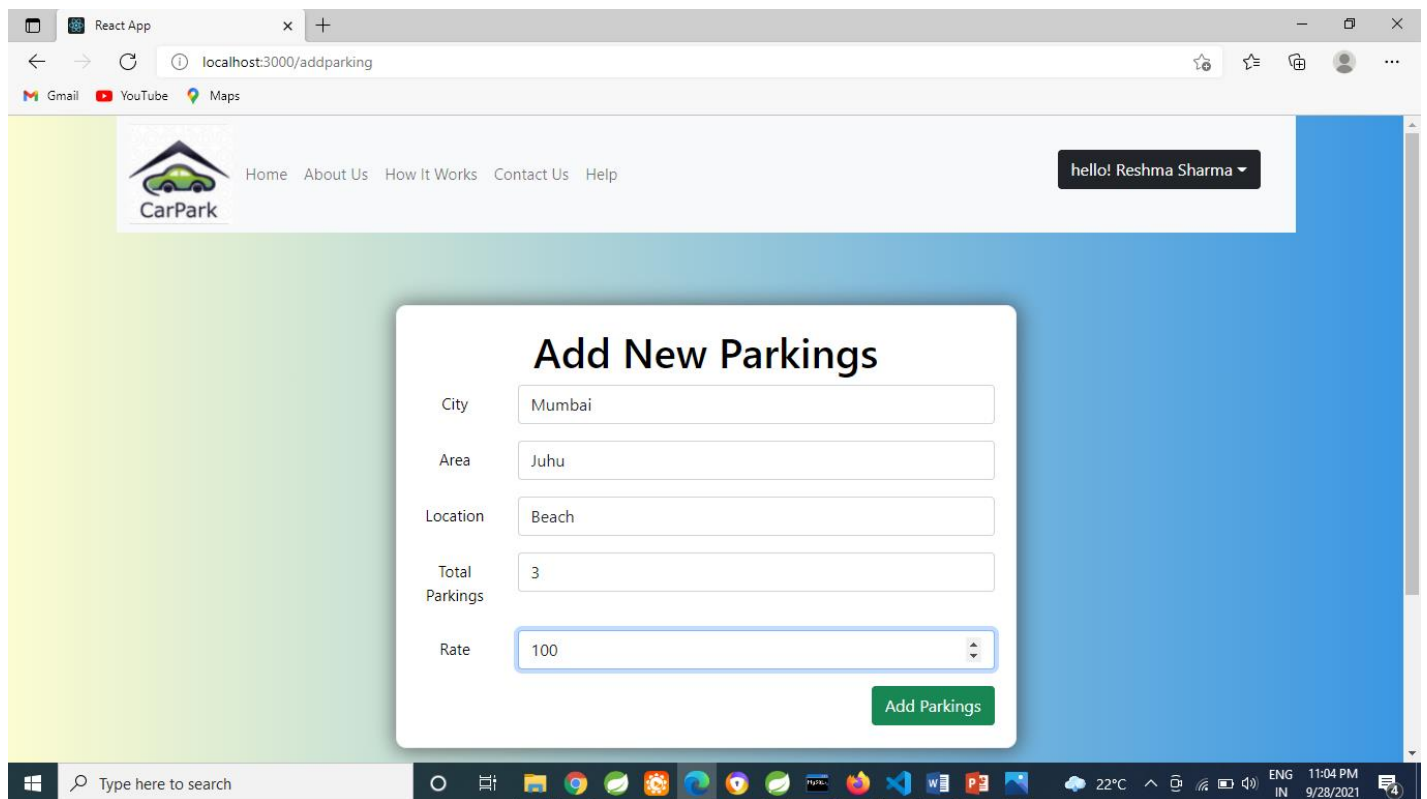 React App
localhost:3000/addparking
Gmail YouTube Maps
CarPark
Home About Us How It Works Contact Us Help
hello! Reshma Sharma
Add New Parkings
City Mumbai
Area Juhu
Location Beach
Total 3
Parkings
Rate 100
Add Parkings
Type here to search
22°C ENG 11:04 PM
IN 9/28/2021 4